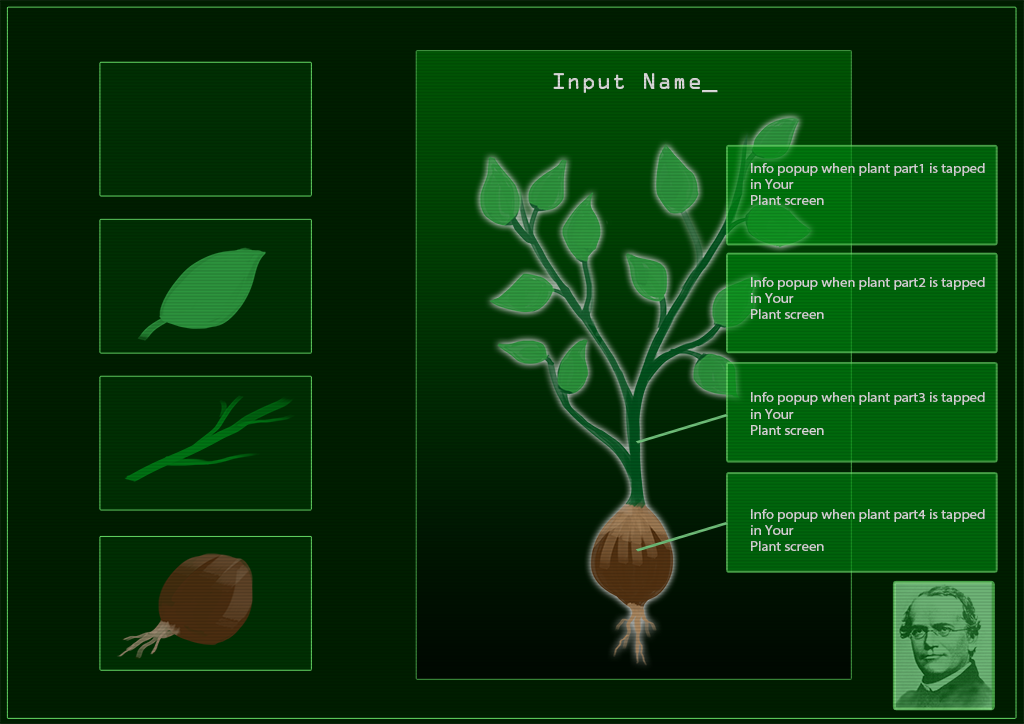 Input Name_
Info popup when plant part1 is tapped
in Your
Plant screen
Info popup when plant part2 is tapped
in Your
Plant screen
Info popup when plant part3 is tapped
in Your
Plant screen
Info popup when plant part4 is tapped
in Your
Plant screen